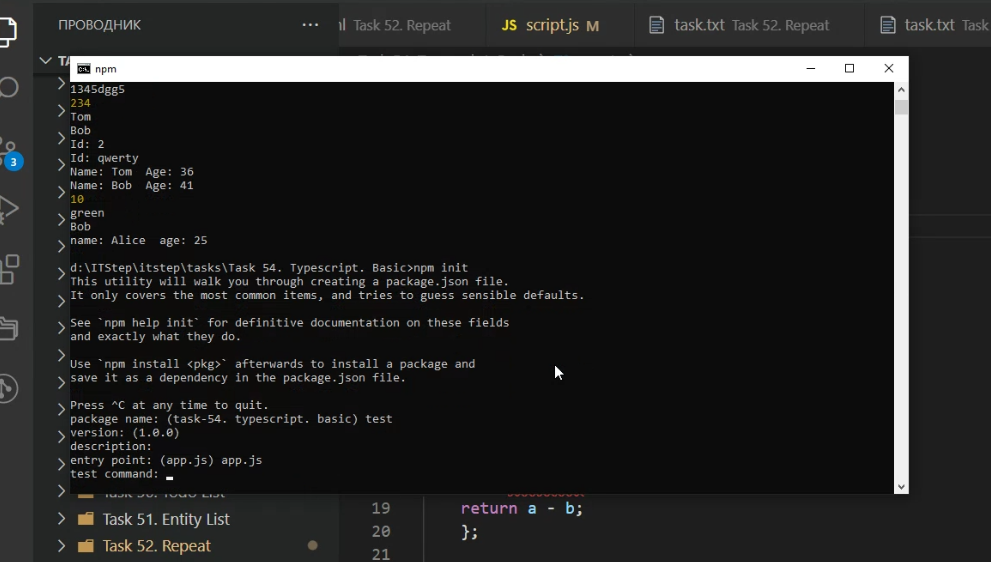 ПРОВОДНИК
Task 52. Repeat
JS script.js M
task.txt Task 52. Repeat
task.txt Task
npm
1345dgg5
234
Tom
Bob
Id: 2
Id: qwerty
Name: Tom  Age: 36
Name: Bob  Age: 41
10
green
Bob
name: Alice  age: 25
d:\ITStep\itstep\tasks\Task 54. Typescript. Basic>npm init
This utility will walk you through creating a package.json file.
It only covers the most common items, and tries to guess sensible defaults.
See `npm help init` for definitive documentation on these fields
and exactly what they do.
Use `npm install <pkg>` afterwards to install a package and
save it as a dependency in the package.json file.
Press ^C at any time to quit.
package name: (task-54. typescript. basic) test
version: (1.0.0)
description:
entry point: (app.js) app.js
test command:
3
Task 51. Entity List
Task 52. Repeat
19 return a - b;
20 };
21